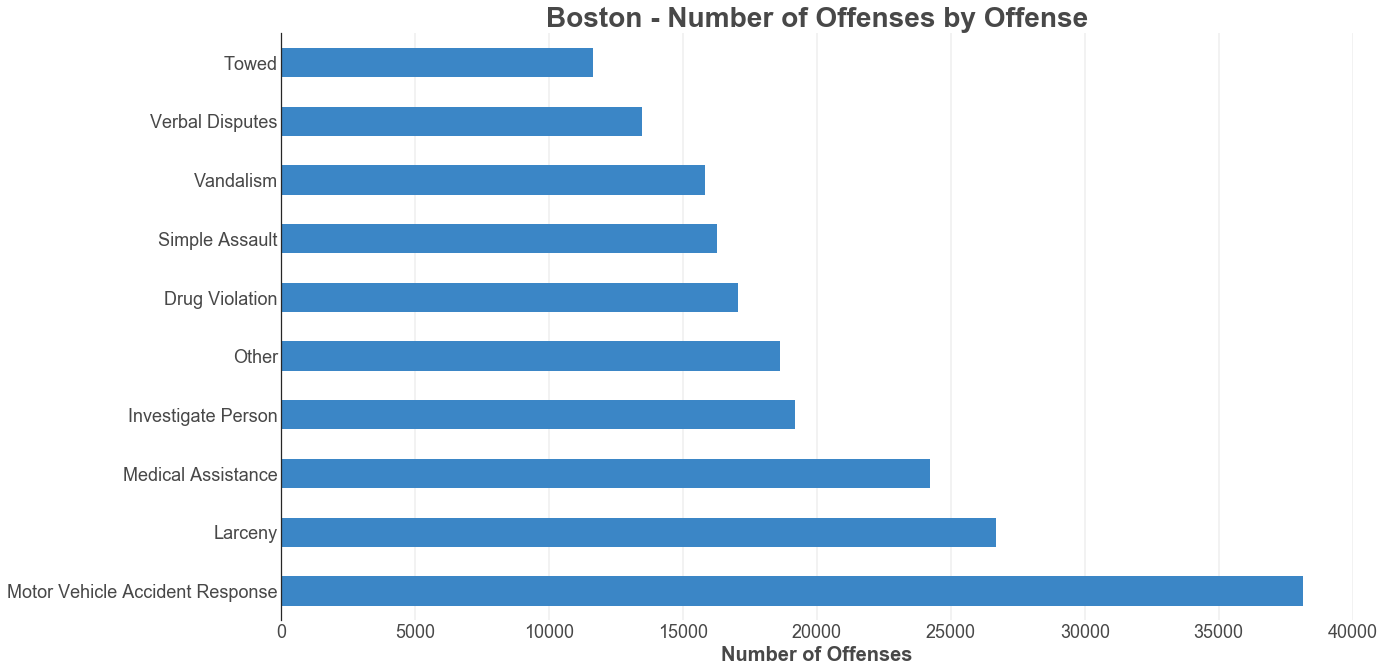 Boston - Number of Offenses by Offense
Towed
Verbal Disputes
Vandalism
Simple Assault
Drug Violation
Other
Investigate Person
Medical Assistance
Larceny
Motor Vehicle Accident Response
0 5000 10000 15000 20000 25000 30000 35000 40000
Number of Offenses